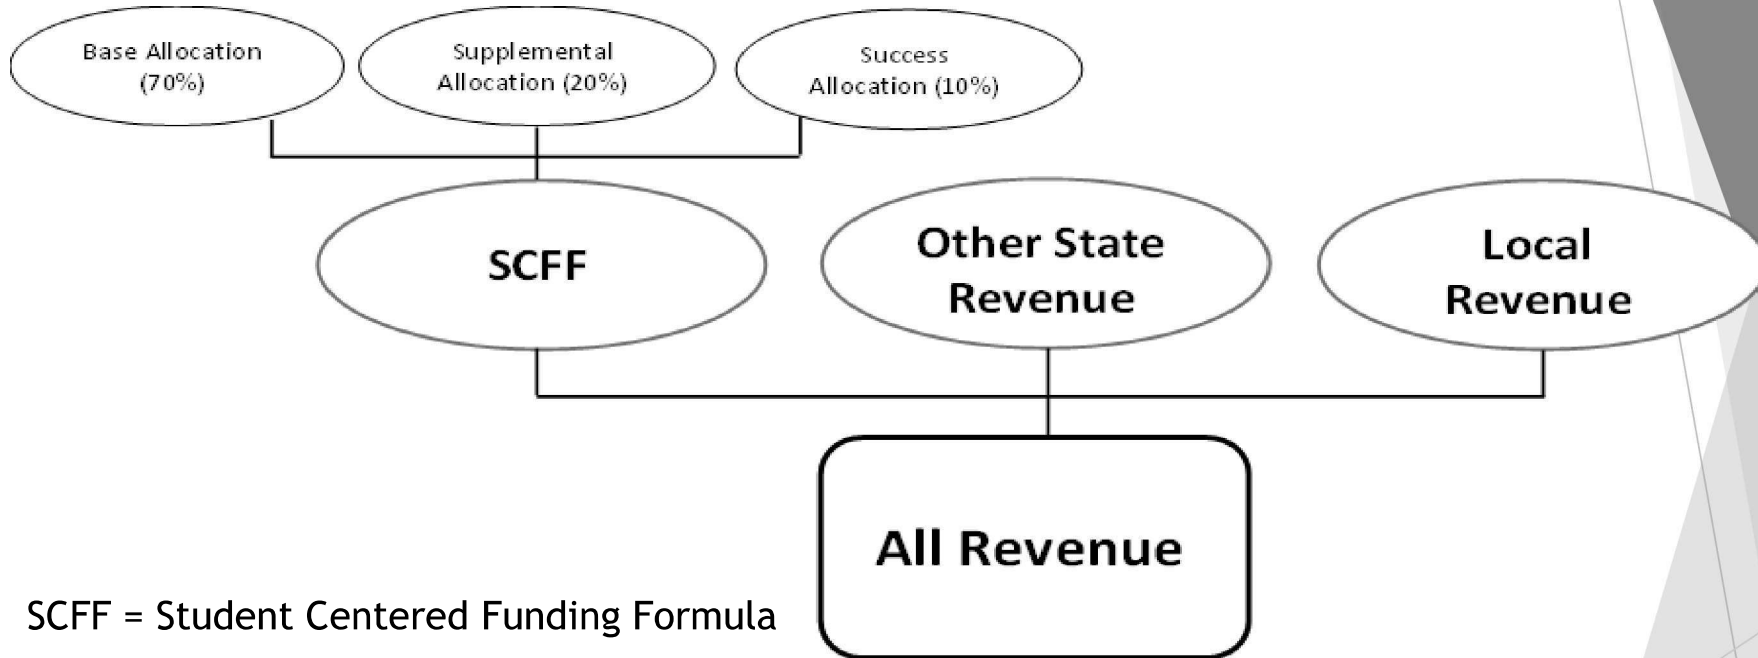 Base Allocation
(70%)
Supplemental
Allocation (20%)
Success
Allocation (10%)
SCFF
Other State
Revenue
Local
Revenue
All Revenue
SCFF = Student Centered Funding Formula